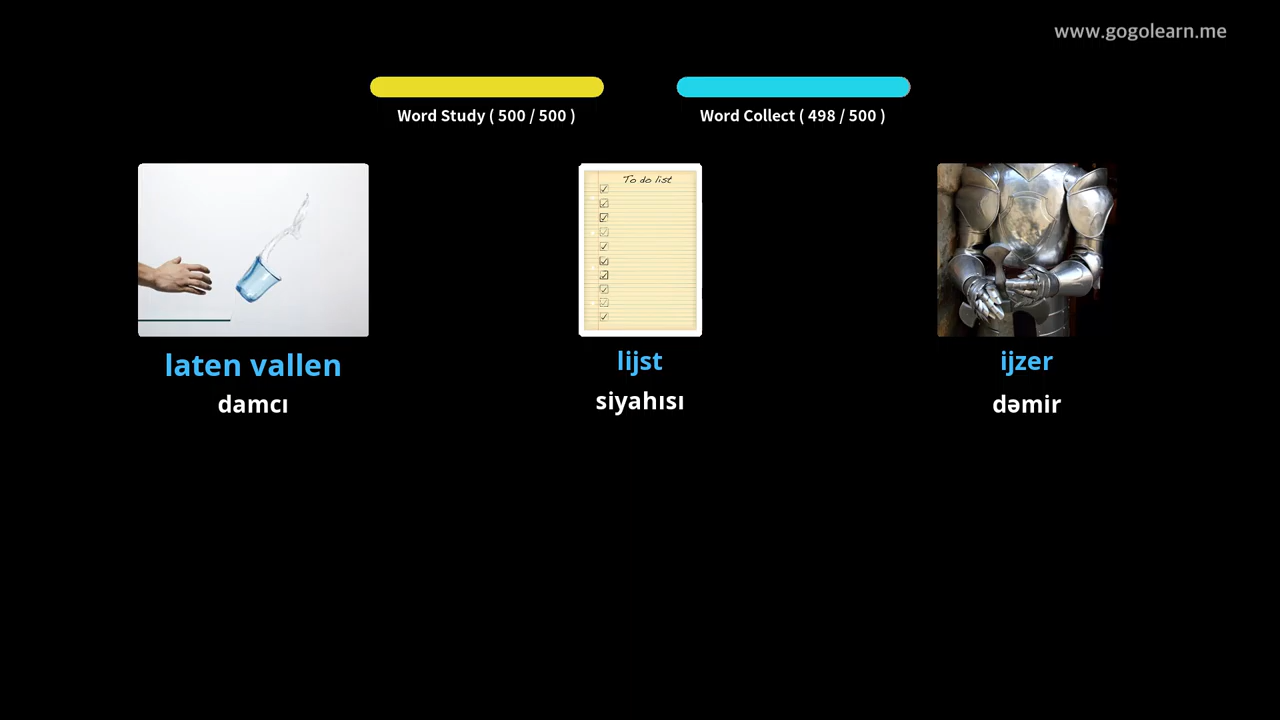 www.gogolearn.me
Word Study ( 500 / 500 )
Word Collect ( 498 / 500 )
To do list
laten vallen
lijst
ijzer
damcı
siyahısı
dəmir